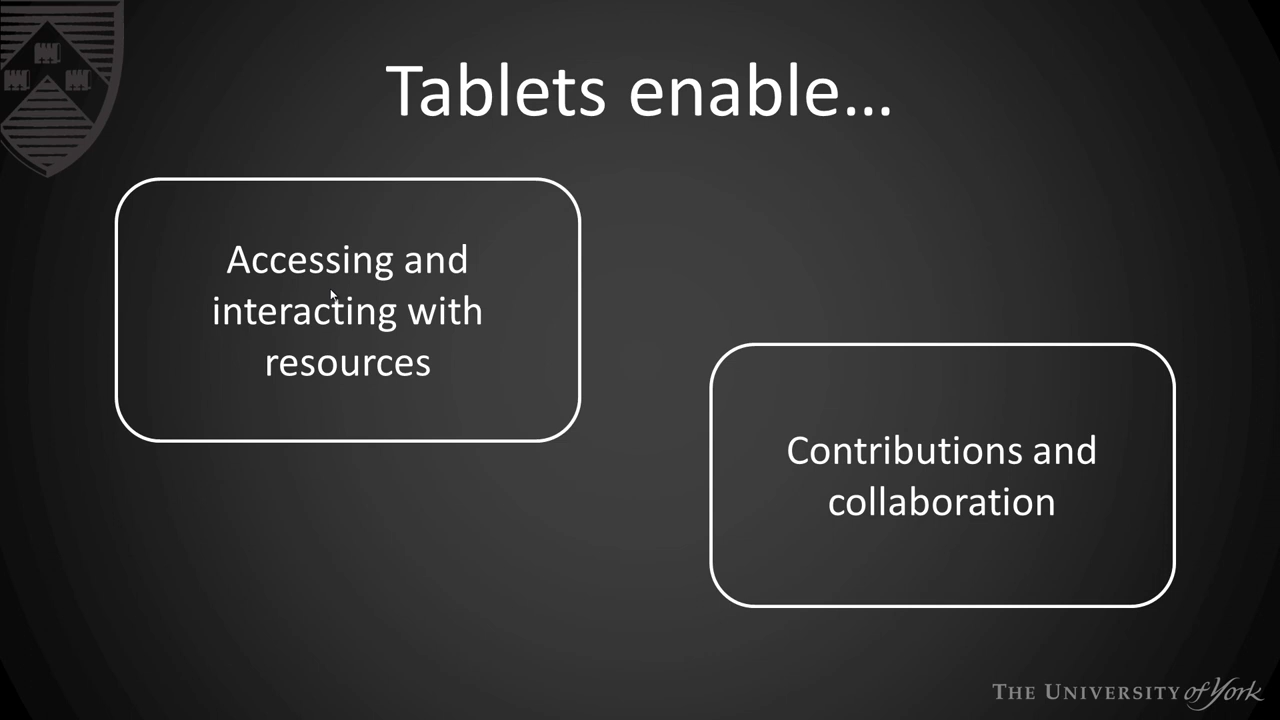 Tablets enable…
Accessing and
interacting with
resources
Contributions and
collaboration
THE UNIVERSITY of York